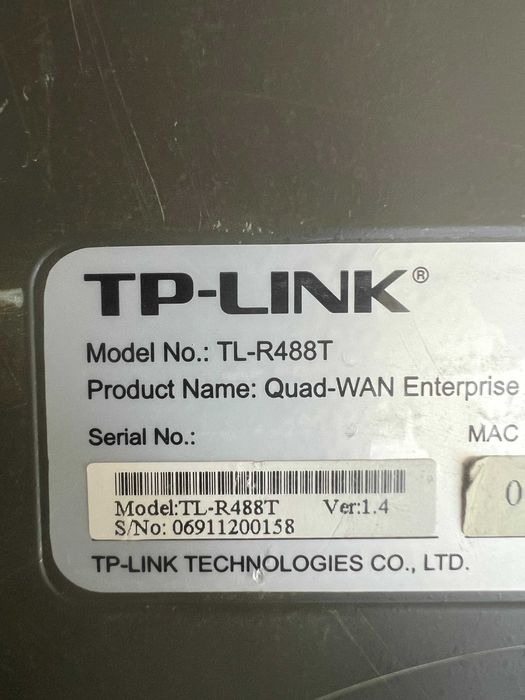 TP-LINK®
Model No.: TL-R488T
Product Name: Quad-WAN Enterprise
Serial No.: MAC
Model:TL-R488T Ver:1.4
0
S/No: 06911200158
TP-LINK TECHNOLOGIES CO., LTD.